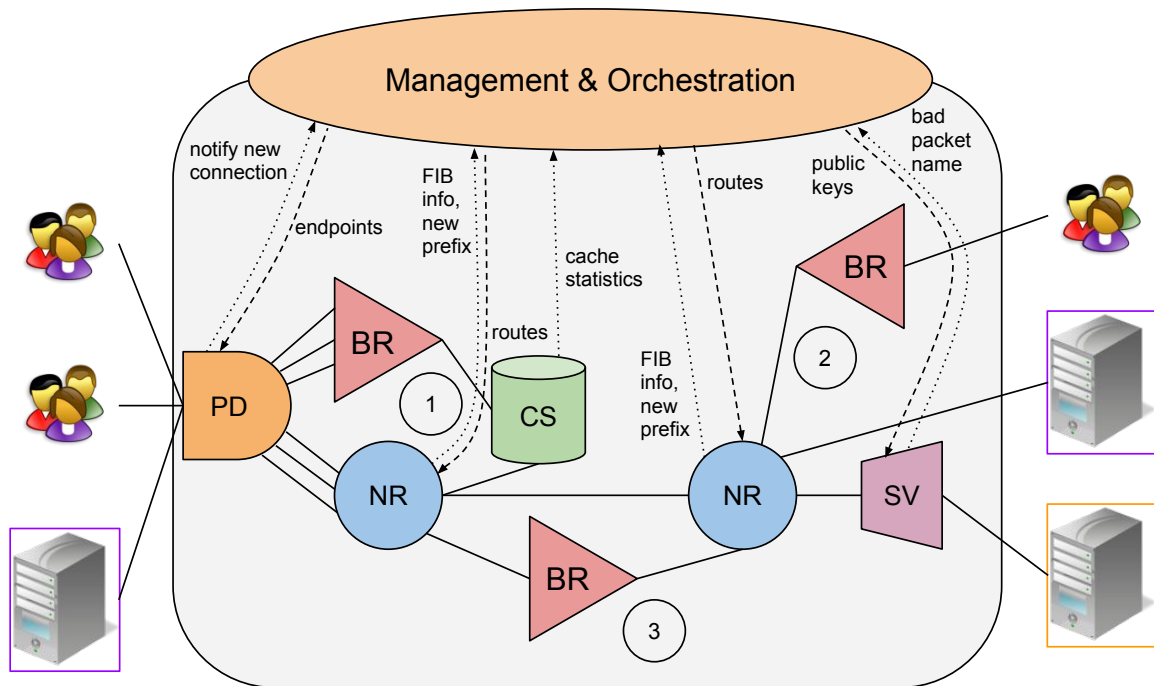 Management & Orchestration
notify new
connection
endpoints
FIB
info,
new
prefix
routes
cache
statistics
routes
public
keys
bad
packet
name
FIB
info,
new
prefix
BR
BR
PD
1
2
CS
NR
NR
SV
BR
3